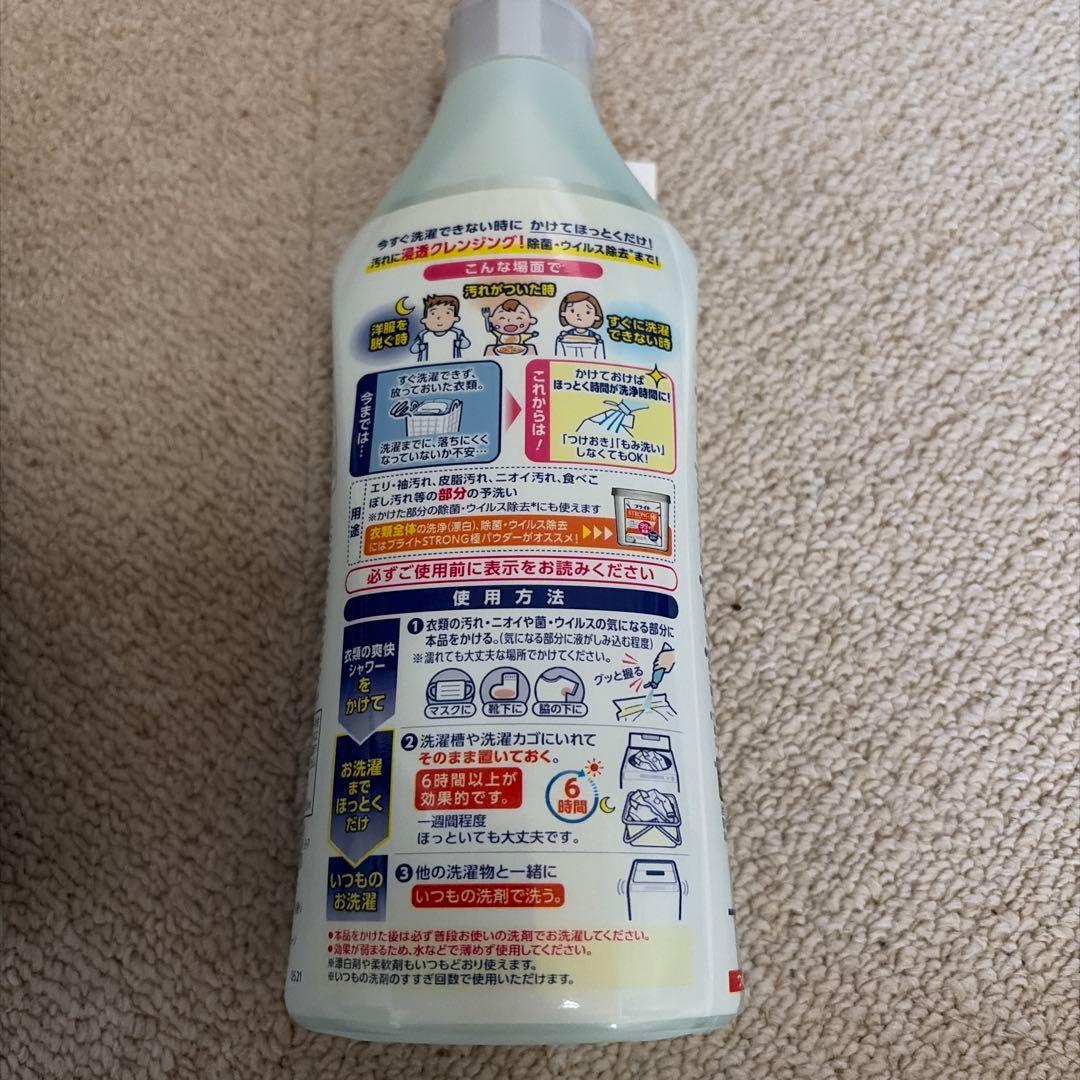 今すぐ洗濯できない時に かけてほっとくだけ!
汚れに浸透クレンジング!除菌・ウイルス除去*まで!
こんな場面で
汚れがついた時
洋服を
脱ぐ時
すぐに洗濯
できない時
今までは…
すぐ洗濯できず、
放っておいた衣類。
洗濯までに、落ちにくく
なっていないか不安…
これからは!
かけておけば
ほっとく時間が洗浄時間に!
「つけおき」「もみ洗い」
しなくてもOK!
用途
エリ・袖汚れ、皮脂汚れ、ニオイ汚れ、食べこ
ぼし汚れ等の部分の予洗い
※かけた部分の除菌・ウイルス除去*にも使えます
衣類全体の洗浄(漂白)、除菌・ウイルス除去
にはブライトSTRONG極パウダーがオススメ!
ブライト
STRONG極
必ずご使用前に表示をお読みください
使用方法
衣類の爽快
シャワー
を
かけて
1 衣類の汚れ・ニオイや菌・ウイルスの気になる部分に
本品をかける。(気になる部分に液がしみ込む程度)
※濡れても大丈夫な場所でかけてください。
グッと握る
マスクに
靴下に
脇の下に
お洗濯
まで
ほっとく
だけ
2 洗濯槽や洗濯カゴにいれて
そのまま置いておく。
6時間以上が
効果的です。
6
時間
一週間程度
ほっといても大丈夫です。
いつもの
お洗濯
3 他の洗濯物と一緒に
いつもの洗剤で洗う。
●本品をかけた後は必ず普段お使いの洗剤でお洗濯してください。
●効果が弱まるため、水などで薄めず使用してください。
※漂白剤や柔軟剤もいつもどおり使えます。
※いつもの洗剤のすすぎ回数で使用いただけます。